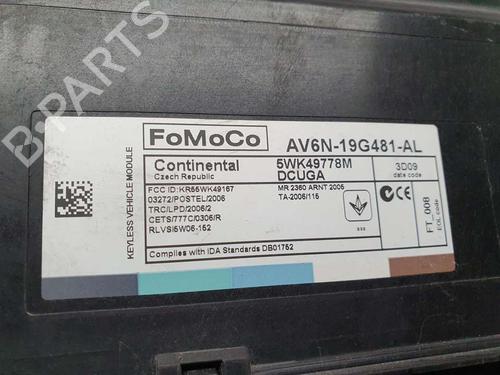 B-PARTS
KEYLESS VEHICLE MODULE
FoMoCo
AV6N-19G481-AL
Continental
Czech Republic
5WK49778M
DCUGA
3D09
date code
FCC ID:KR55WK49167
03272/POSTEL/2006
TRC/LPD/2006/2
CETS/777C/0306/R
RLVSI5W06-152
MR 2360 ARNT 2005
TA-2006/116
Complies with IDA Standards DB01752
FT_008
EOL code